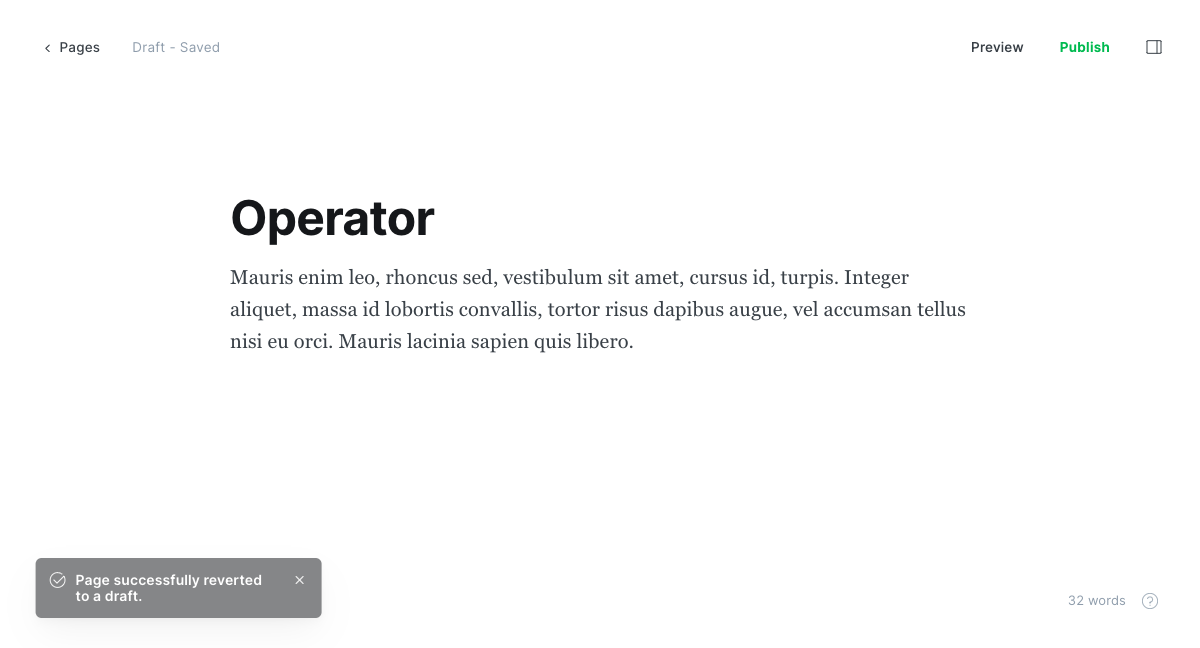 Pages Draft - Saved Preview Publish
Operator
Mauris enim leo, rhoncus sed, vestibulum sit amet, cursus id, turpis. Integer
aliquet, massa id lobortis convallis, tortor risus dapibus augue, vel accumsan tellus
nisi eu orci. Mauris lacinia sapien quis libero.
Page successfully reverted
to a draft.
32 words